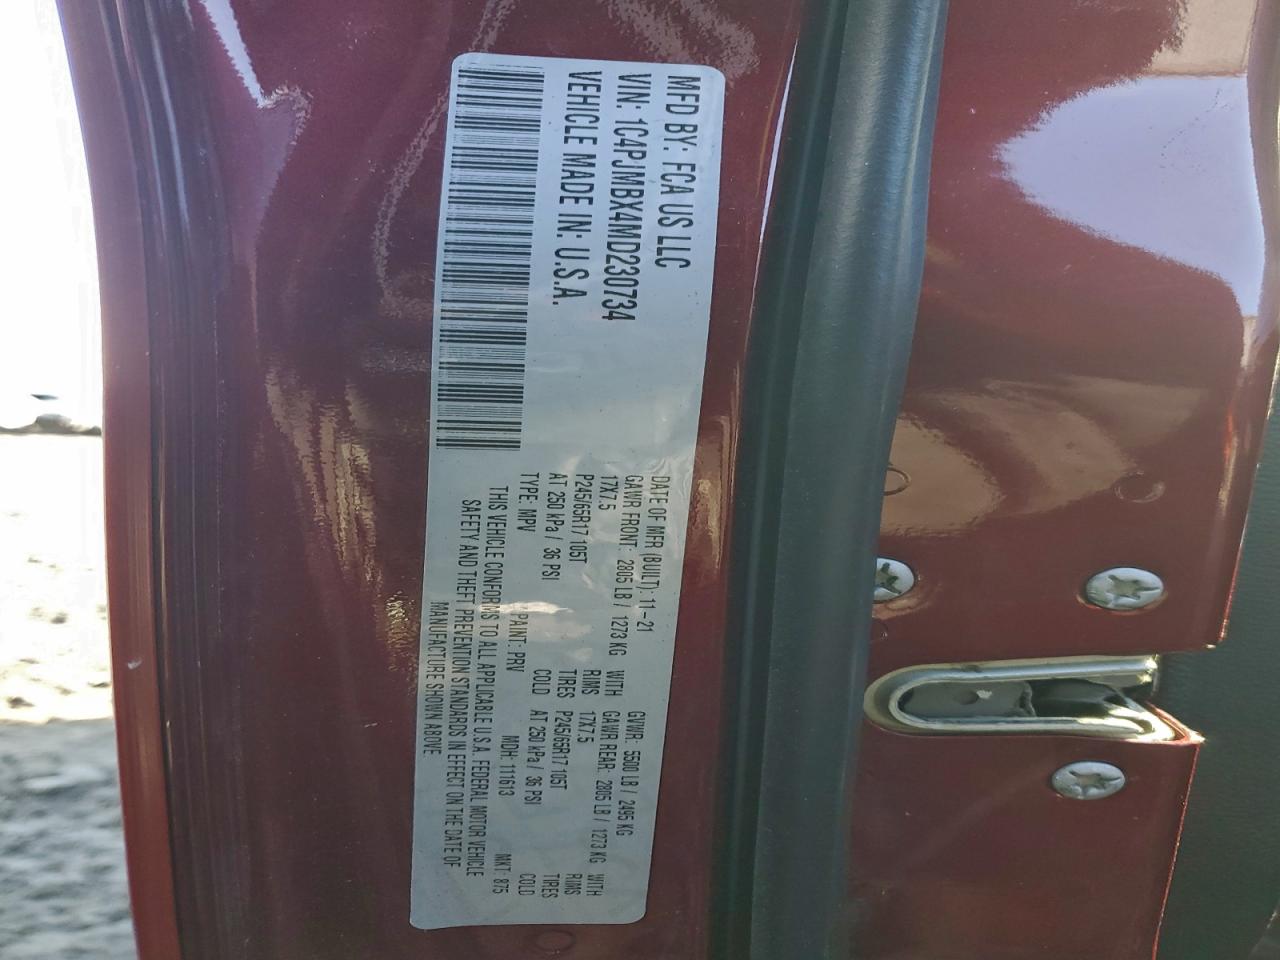 MFD BY: FCA US LLC
VIN: 1C4PJMBX4MD230734
VEHICLE MADE IN: U.S.A.
DATE OF MFR (BUILT): 11-21 GVWR: 5500 LB / 2495 KG
GAWR FRONT: 2805 LB / 1273 KG WITH GAWR REAR: 2805 LB / 1273 KG WITH
17X7.5 RIMS 17X7.5 RIMS
P245/65R17 105T TIRES P245/65R17 105T TIRES
AT 250 kPa / 36 PSI COLD AT 250 kPa / 36 PSI COLD
TYPE: MPV PAINT: PRV MDH: 111613 MKT: 875
THIS VEHICLE CONFORMS TO ALL APPLICABLE U.S.A. FEDERAL MOTOR VEHICLE
SAFETY AND THEFT PREVENTION STANDARDS IN EFFECT ON THE DATE OF
MANUFACTURE SHOWN ABOVE